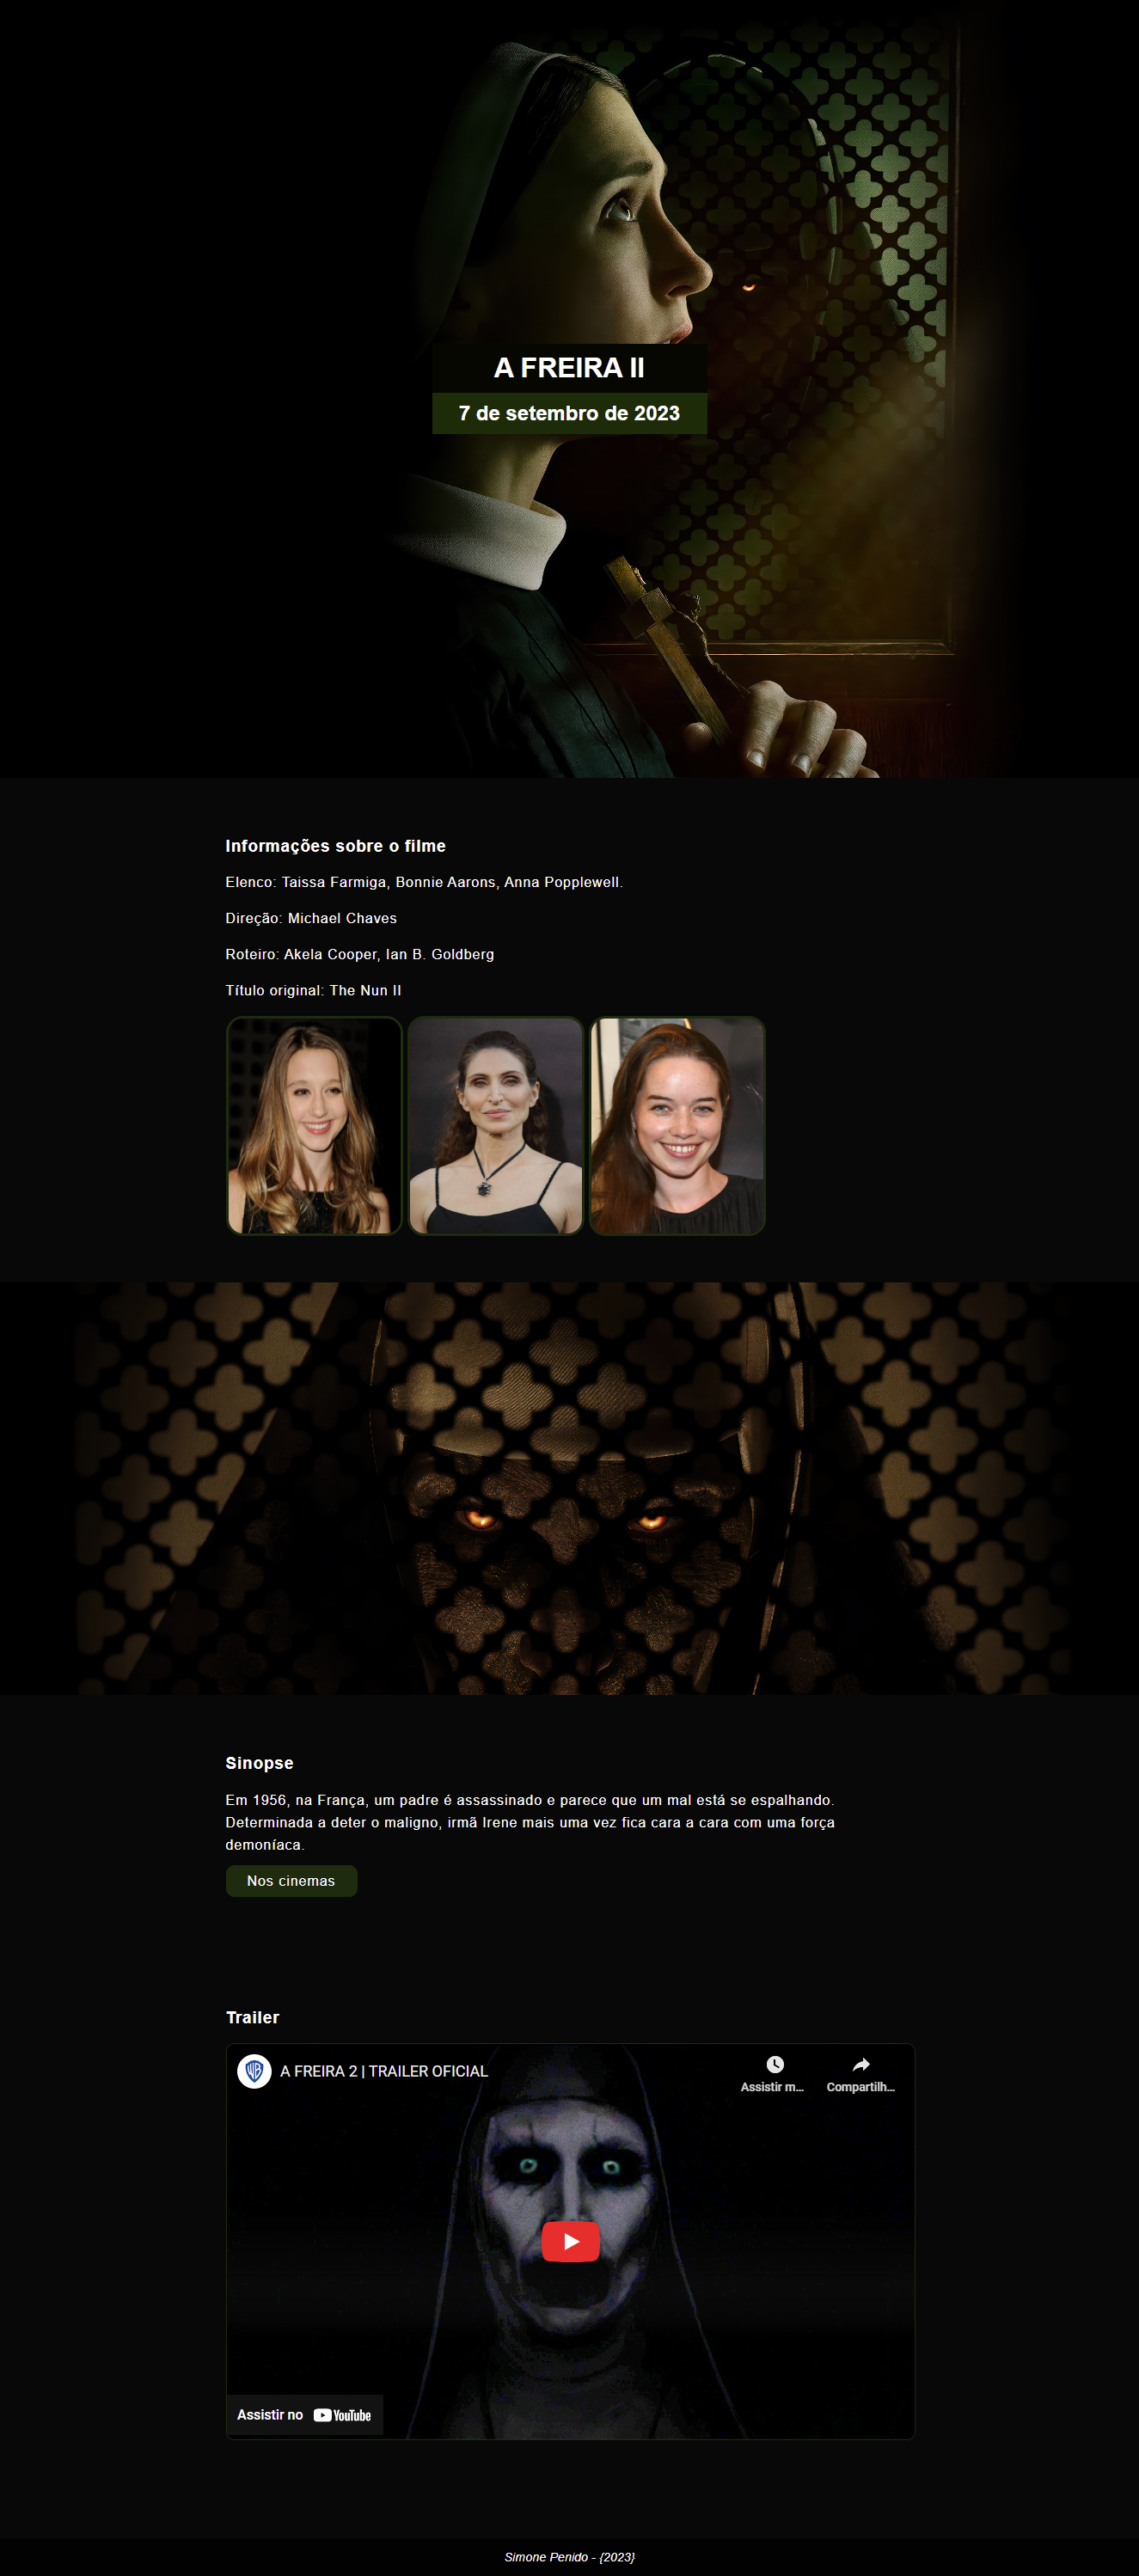 A FREIRA II
7 de setembro de 2023
Informações sobre o filme
Elenco: Taissa Farmiga, Bonnie Aarons, Anna Popplewell.
Direção: Michael Chaves
Roteiro: Akela Cooper, Ian B. Goldberg
Título original: The Nun II
Sinopse
Em 1956, na França, um padre é assassinado e parece que um mal está se espalhando.
Determinada a deter o maligno, irmã Irene mais uma vez fica cara a cara com uma força
demoníaca.
Nos cinemas
Trailer
WB
A FREIRA 2 | TRAILER OFICIAL
Assistir m...
Compartilh...
Assistir no YouTube
Simone Penido - {2023}